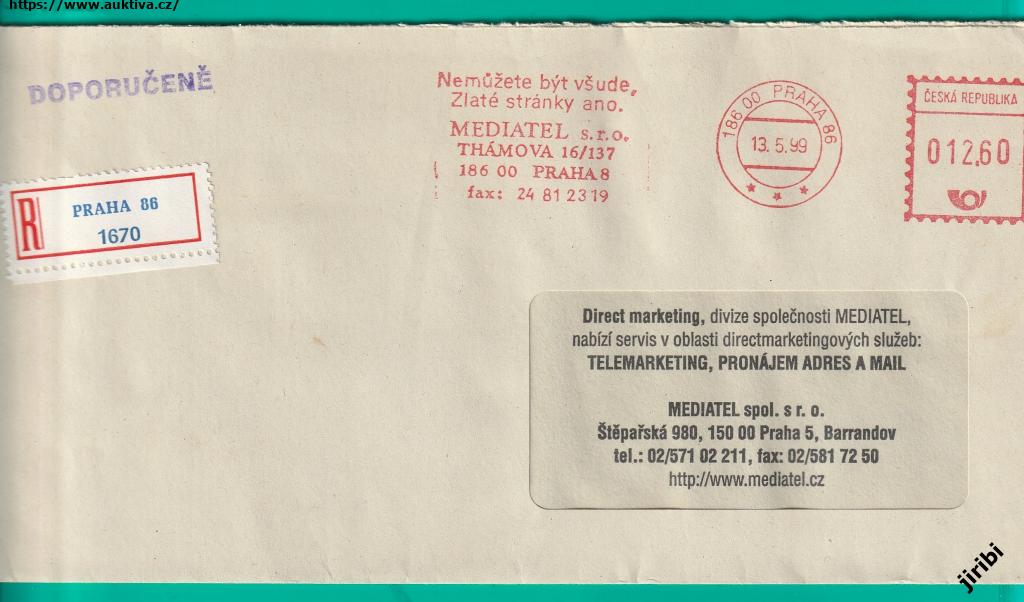 https://www.auktiva.cz/
DOPORUČENĚ
R
PRAHA 86
1670
Nemůžete být všude,
Zlaté stránky ano.
MEDIATEL s.r.o.
THÁMOVA 16/137
186 00 PRAHA 8
fax: 24 81 23 19
186 00 PRAHA 86
13. 5. 99
ČESKÁ REPUBLIKA
012,60
Direct marketing, divize společnosti MEDIATEL,
nabízí servis v oblasti directmarketingových služeb:
TELEMARKETING, PRONÁJEM ADRES A MAIL
MEDIATEL spol. s r. o.
Štěpařská 980, 150 00 Praha 5, Barrandov
tel.: 02/571 02 211, fax: 02/581 72 50
http://www.mediatel.cz
jiribi